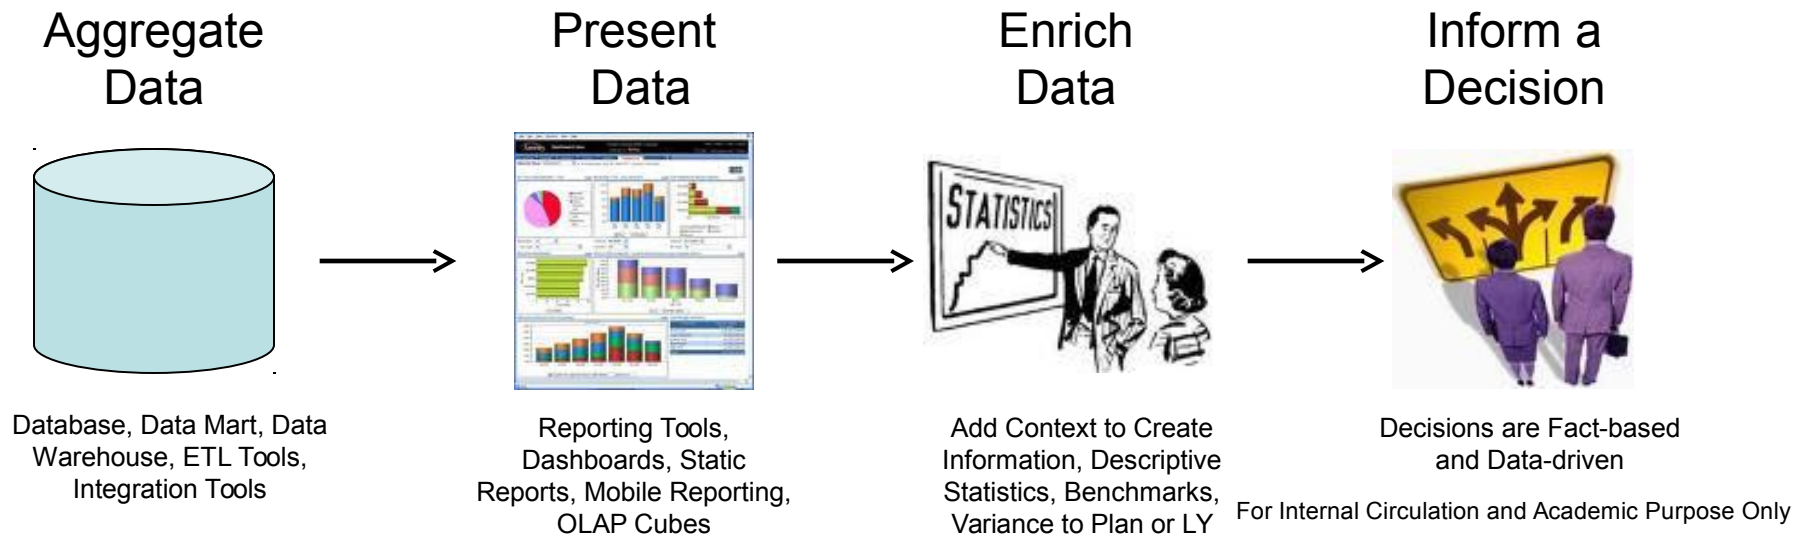 Aggregate
Data
Present
Data
Enrich
Data
Inform a
Decision
STATISTICS
Database, Data Mart, Data
Warehouse, ETL Tools,
Integration Tools
Reporting Tools,
Dashboards, Static
Reports, Mobile Reporting,
OLAP Cubes
Add Context to Create
Information, Descriptive
Statistics, Benchmarks,
Variance to Plan or LY
Decisions are Fact-based
and Data-driven
For Internal Circulation and Academic Purpose Only